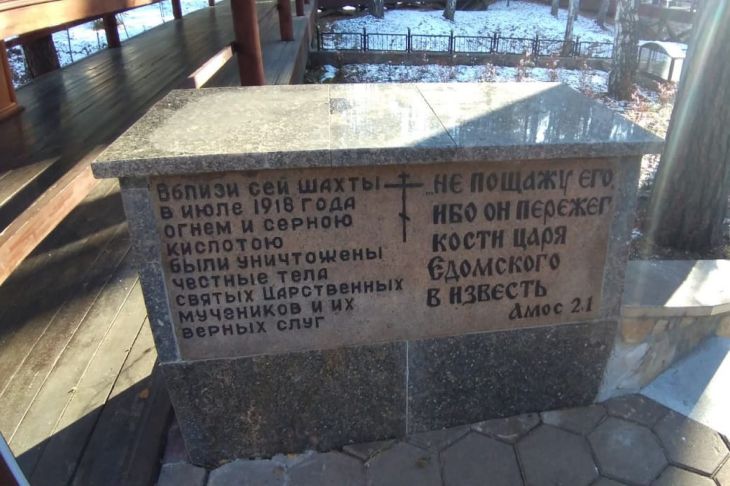 Вблизи сей шахты
в июле 1918 года
огнем и серною
кислотою
были уничтожены
честные тела
святых Царственных
мучеников и их
верных слуг
...не пощажу его,
ибо он пережег
кости царя
Едомского
в известь
Амос 2.1